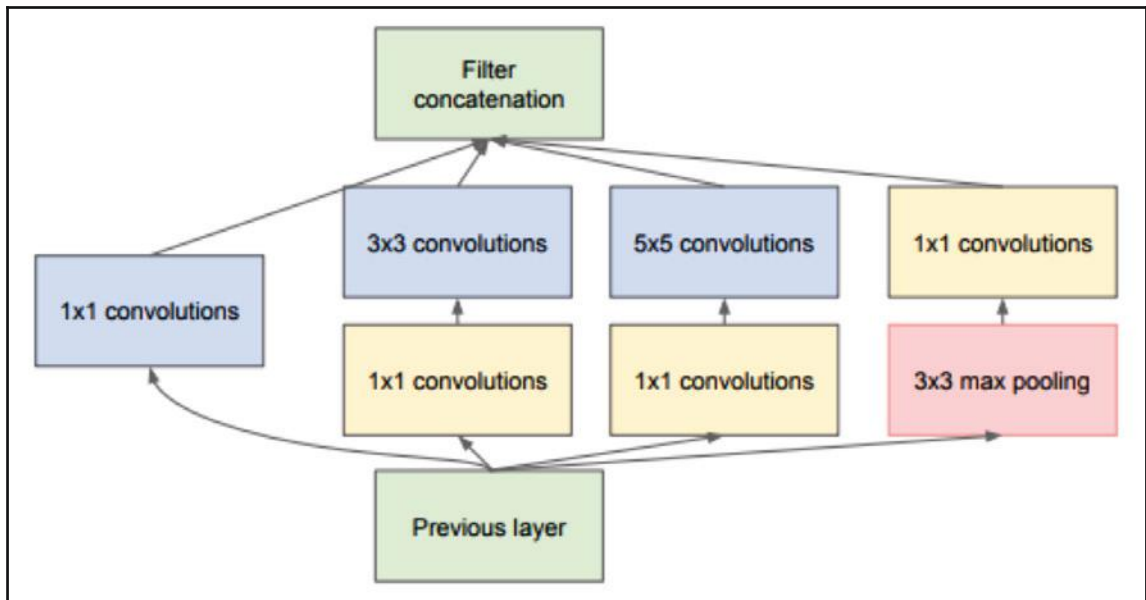 Filter
concatenation
3x3 convolutions
5x5 convolutions
1x1 convolutions
1x1 convolutions
1x1 convolutions
1x1 convolutions
3x3 max pooling
Previous layer